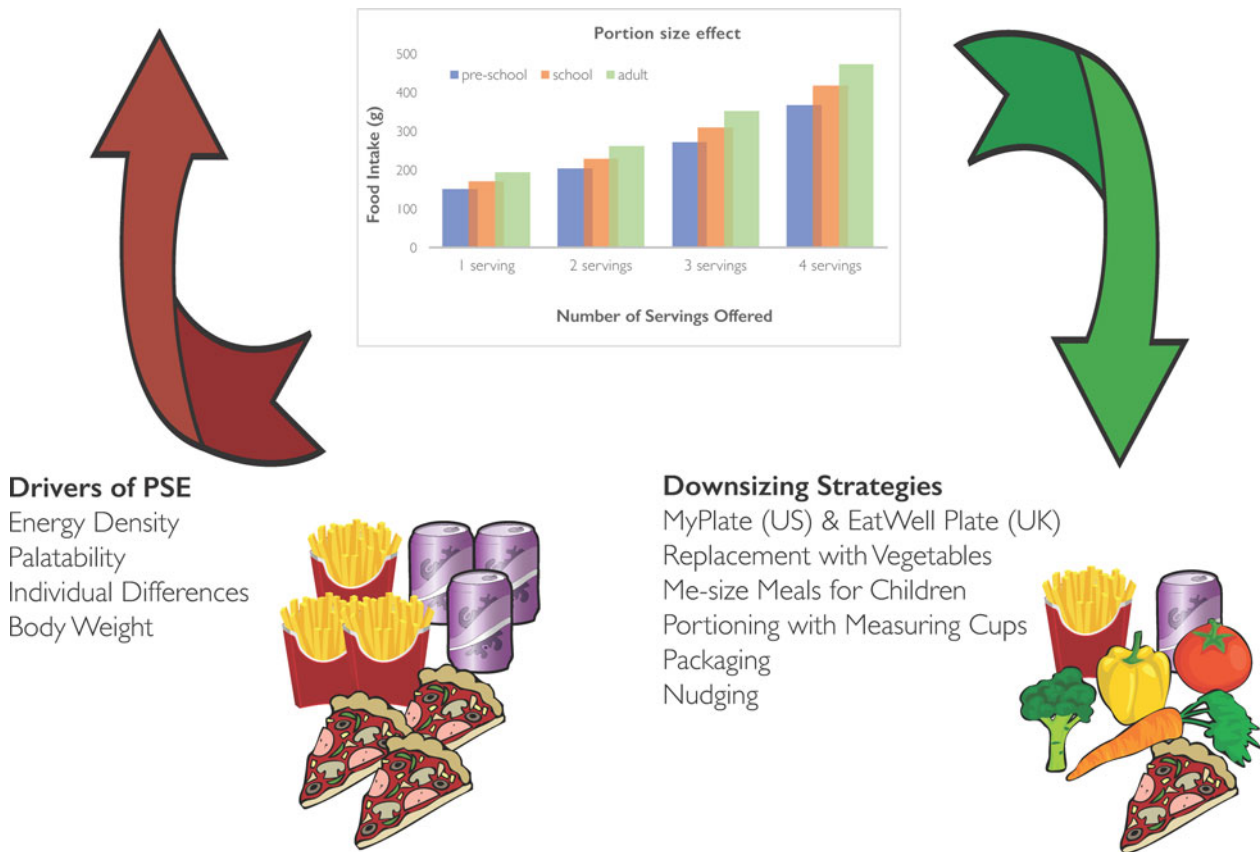 Portion size effect
pre-school school adult
Food Intake (g)
500
400
300
200
100
0
1 serving 2 servings 3 servings 4 servings
Number of Servings Offered
Drivers of PSE
Energy Density
Palatability
Individual Differences
Body Weight
Downsizing Strategies
MyPlate (US) & EatWell Plate (UK)
Replacement with Vegetables
Me-size Meals for Children
Portioning with Measuring Cups
Packaging
Nudging